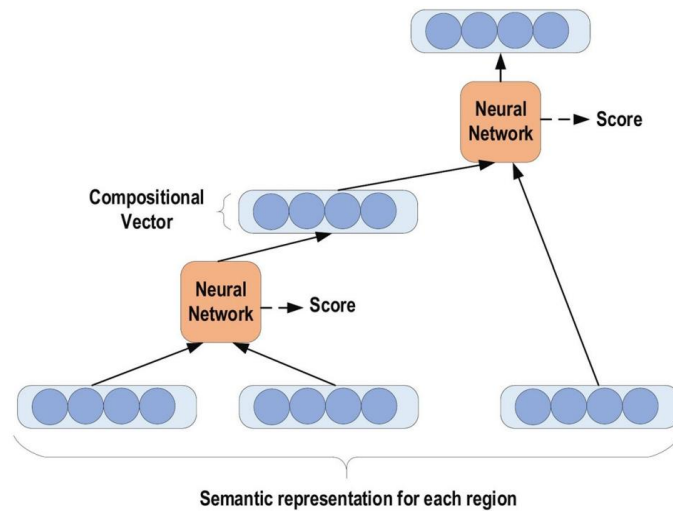 Neural
Network
Score
Compositional
Vector
Neural
Network
Score
Semantic representation for each region